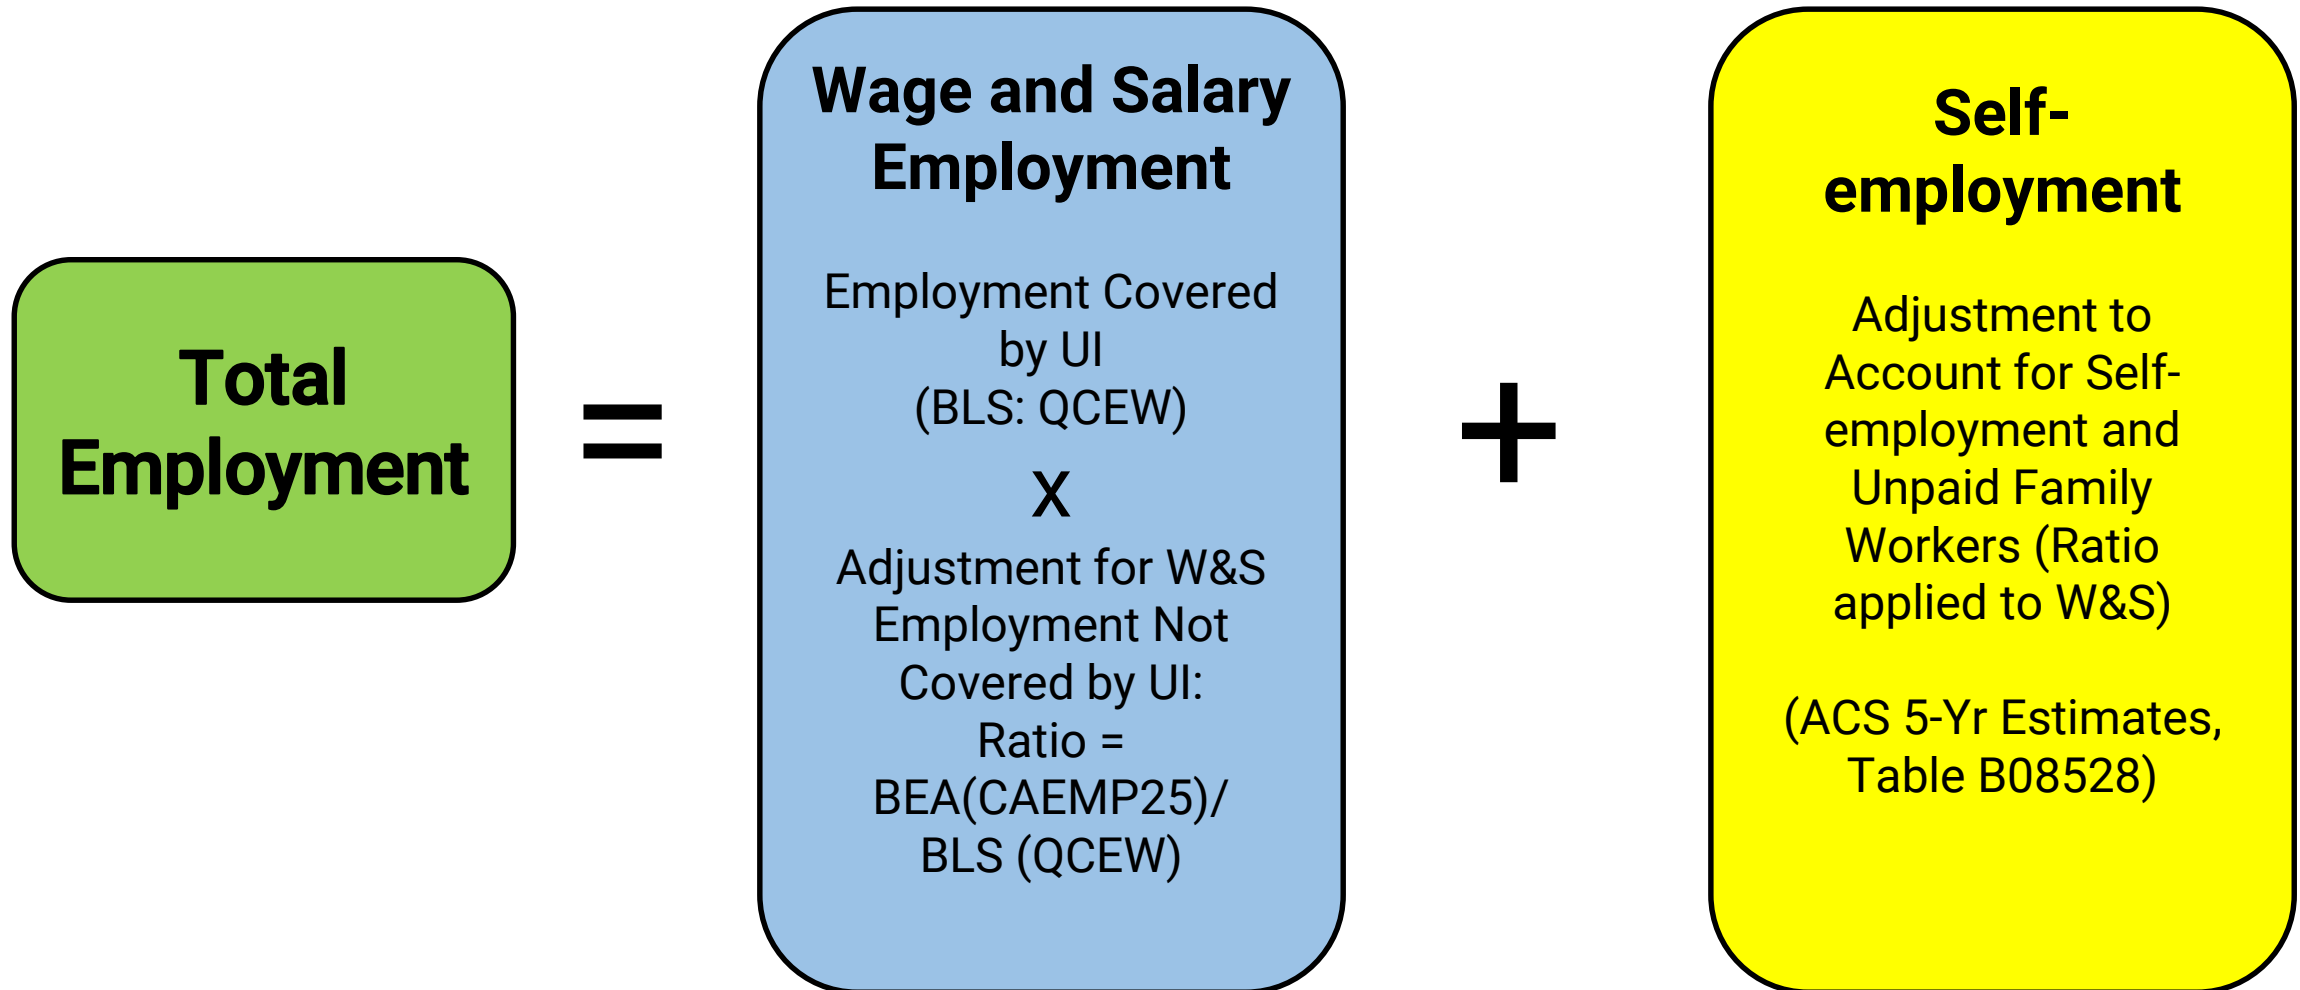 Total
Employment
=
Wage and Salary
Employment
Employment Covered
by UI
(BLS: QCEW)
x
Adjustment for W&S
Employment Not
Covered by UI:
Ratio =
BEA(CAEMP25)/
BLS (QCEW)
+
Self-
employment
Adjustment to
Account for Self-
employment and
Unpaid Family
Workers (Ratio
applied to W&S)
(ACS 5-Yr Estimates,
Table B08528)